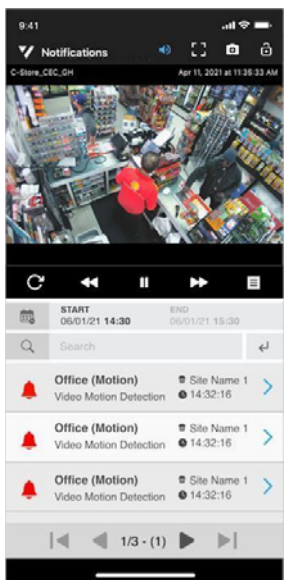 9:41
Notifications
C-Store_CEC_GH Apr 11, 2021 at 11:36:33 AM
START END
06/01/21 14:30 06/01/21 15:30
Search
Office (Motion) Site Name 1
Video Motion Detection 14:32:16
Office (Motion) Site Name 1
Video Motion Detection 14:32:16
Office (Motion) Site Name 1
Video Motion Detection 14:32:16
1/3 - (1)